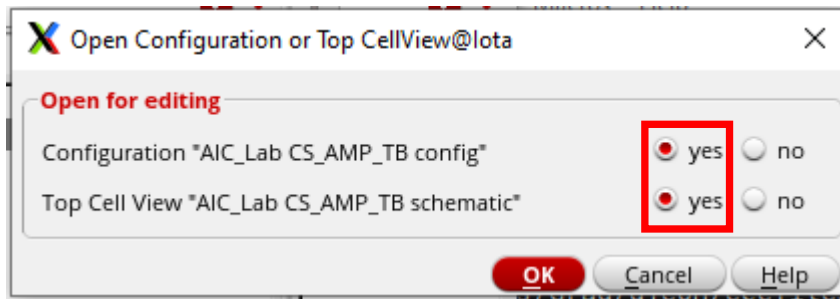 Open Configuration or Top CellView@Iota
Open for editing
Configuration "AIC_Lab CS_AMP_TB config" yes no
Top Cell View "AIC_Lab CS_AMP_TB schematic" yes no
OK Cancel Help